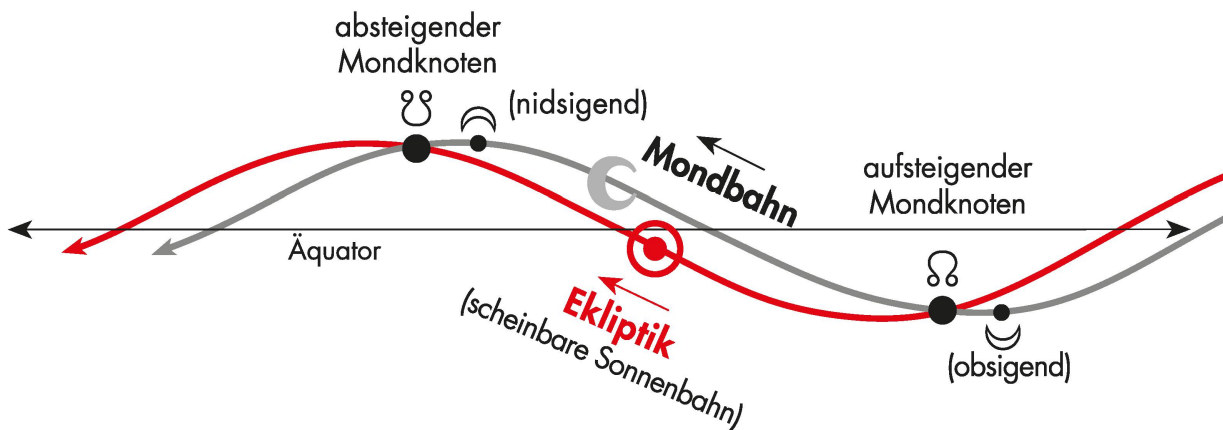 absteigender
Mondknoten
☋
(nidsigend)
Mondbahn
aufsteigender
Mondknoten
Äquator
☊
Ekliptik
(scheinbare Sonnenbahn)
(obsigend)